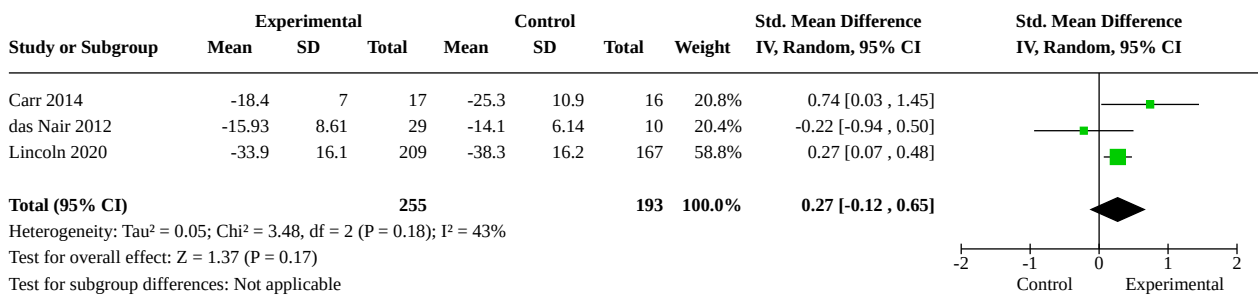 Experimental Control Std. Mean Difference Std. Mean Difference
Study or Subgroup Mean SD Total Mean SD Total Weight IV, Random, 95% CI IV, Random, 95% CI
Carr 2014 -18.4 7 17 -25.3 10.9 16 20.8% 0.74 [0.03 , 1.45]
das Nair 2012 -15.93 8.61 29 -14.1 6.14 10 20.4% -0.22 [-0.94 , 0.50]
Lincoln 2020 -33.9 16.1 209 -38.3 16.2 167 58.8% 0.27 [0.07 , 0.48]
Total (95% CI) 255 193 100.0% 0.27 [-0.12 , 0.65]
Heterogeneity: Tau² = 0.05; Chi² = 3.48, df = 2 (P = 0.18); I² = 43%
Test for overall effect: Z = 1.37 (P = 0.17)
-2 -1 0 1 2
Test for subgroup differences: Not applicable Control Experimental